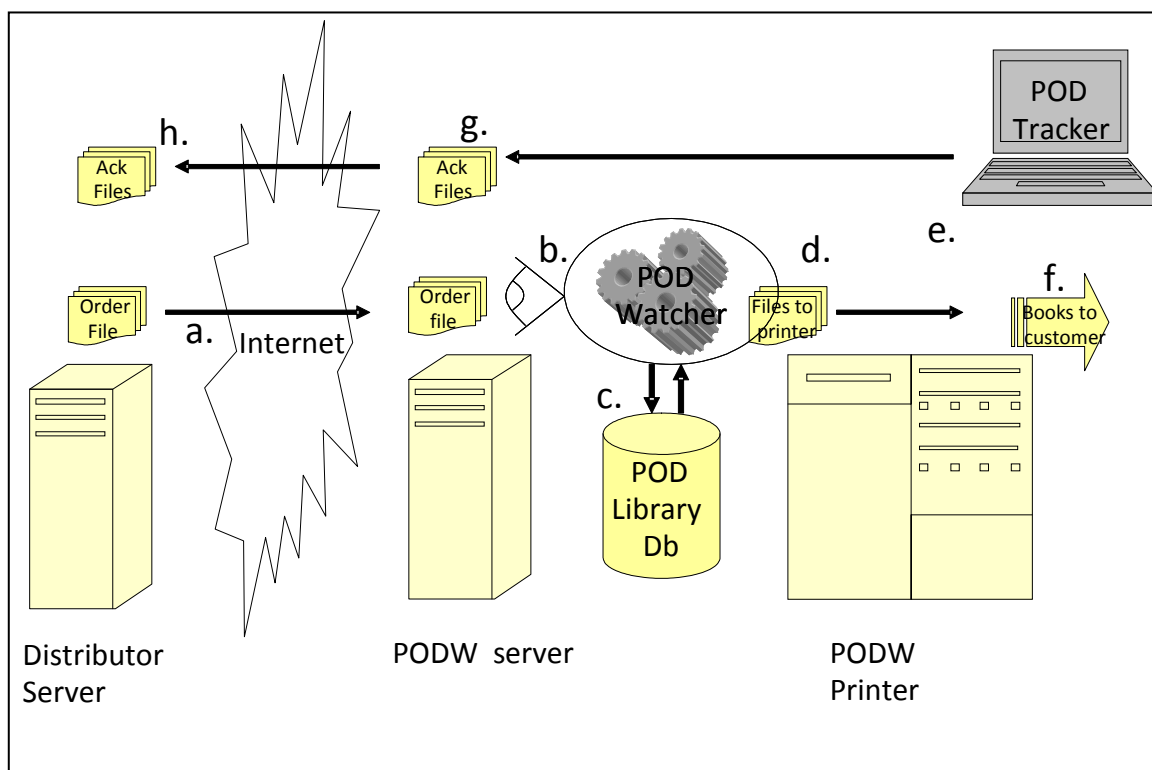 POD
Tracker
h.
g.
Ack
Files
Ack
Files
e.
b.
d.
f.
POD
Watcher
Order
File
Order
file
Files to
printer
Books to
customer
a.
Internet
c.
POD
Library
Db
Distributor
Server
PODW server
PODW
Printer